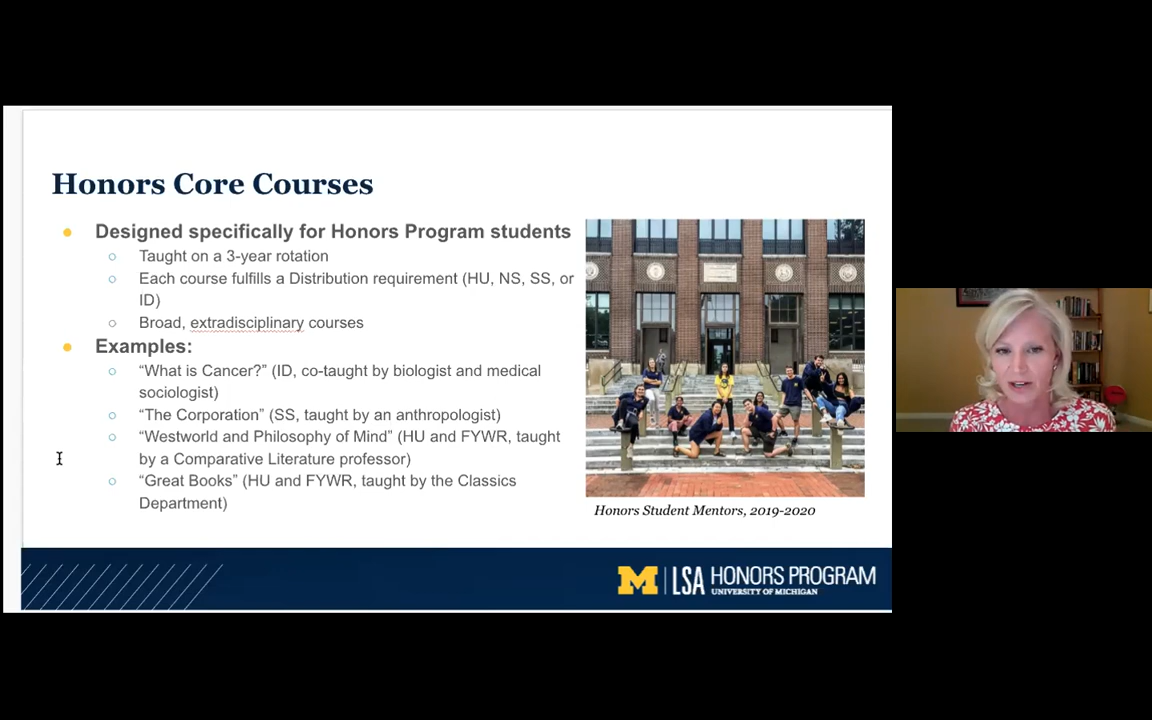 Honors Core Courses
Designed specifically for Honors Program students
Taught on a 3-year rotation
Each course fulfills a Distribution requirement (HU, NS, SS, or
ID)
Broad, extradisciplinary courses
Examples:
“What is Cancer?” (ID, co-taught by biologist and medical
sociologist)
“The Corporation” (SS, taught by an anthropologist)
“Westworld and Philosophy of Mind” (HU and FYWR, taught
by a Comparative Literature professor)
“Great Books” (HU and FYWR, taught by the Classics
Department)
Honors Student Mentors, 2019-2020
M LSA HONORS PROGRAM
UNIVERSITY OF MICHIGAN